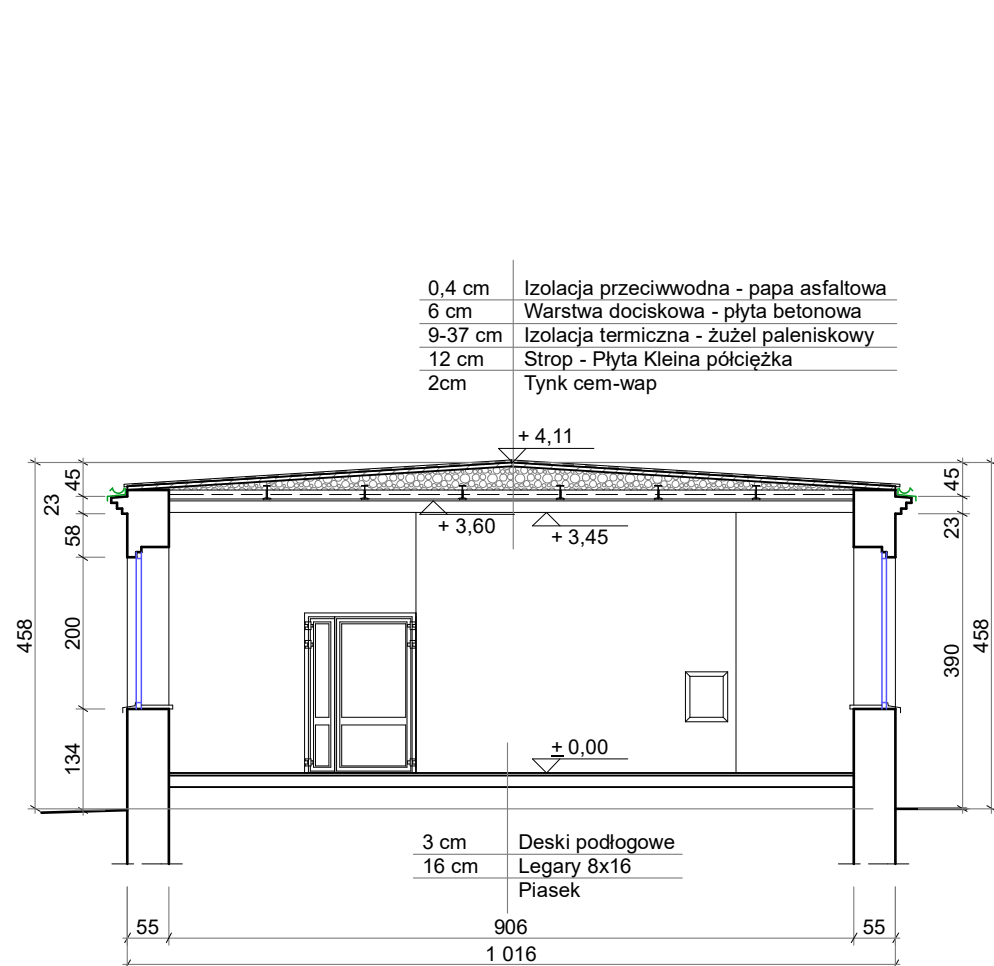 0,4 cm Izolacja przeciwwodna - papa asfaltowa
6 cm Warstwa dociskowa - płyta betonowa
9-37 cm Izolacja termiczna - żużel paleniskowy
12 cm Strop - Płyta Kleina półciężka
2cm Tynk cem-wap
+ 4,11
45
23
58
200
134
458
+ 3,60
+ 3,45
± 0,00
45
23
390
458
3 cm Deski podłogowe
16 cm Legary 8x16
Piasek
55
906
55
1 016